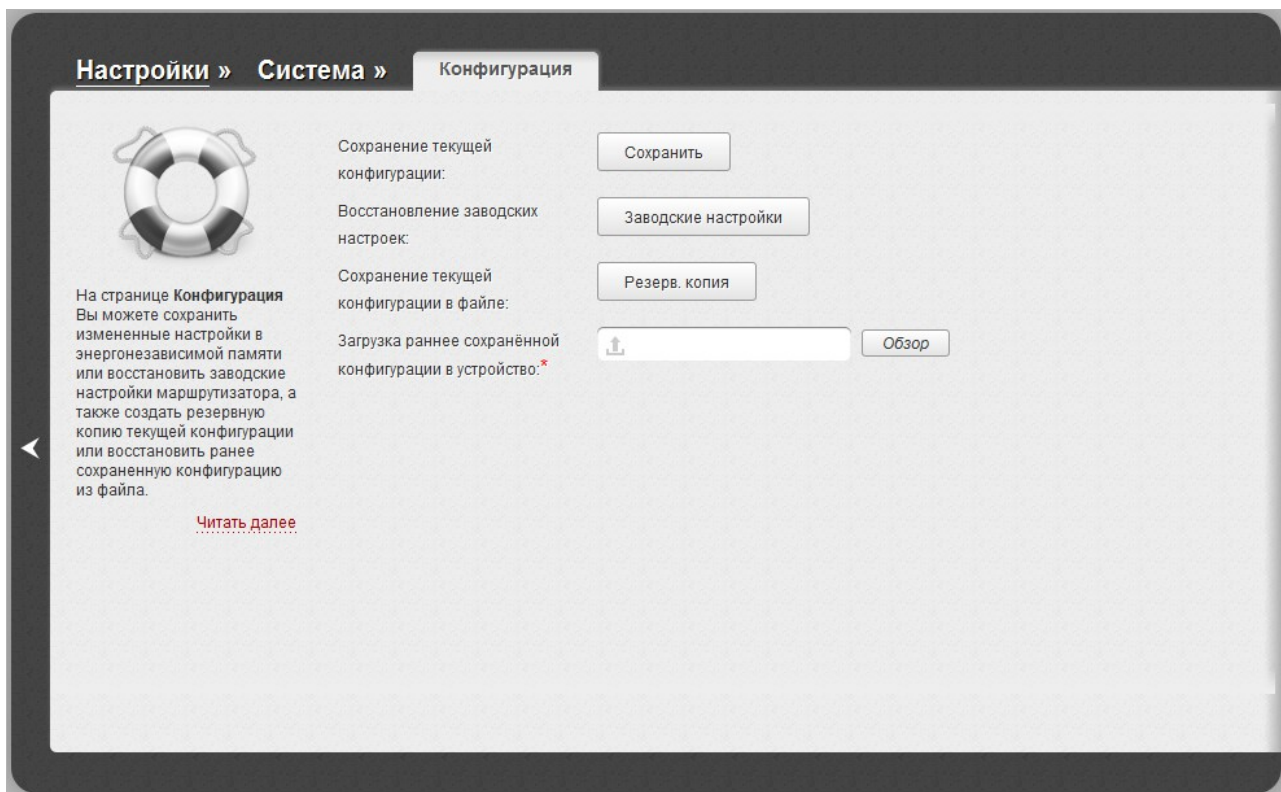 Настройки » Система » Конфигурация
Сохранение текущей
конфигурации:
Сохранить
Восстановление заводских
настроек:
Заводские настройки
Сохранение текущей
конфигурации в файле:
Резерв. копия
Загрузка раннее сохранённой
конфигурации в устройство:*
Обзор
На странице Конфигурация
Вы можете сохранить
измененные настройки в
энергонезависимой памяти
или восстановить заводские
настройки маршрутизатора, а
также создать резервную
копию текущей конфигурации
или восстановить ранее
сохраненную конфигурацию
из файла.
Читать далее